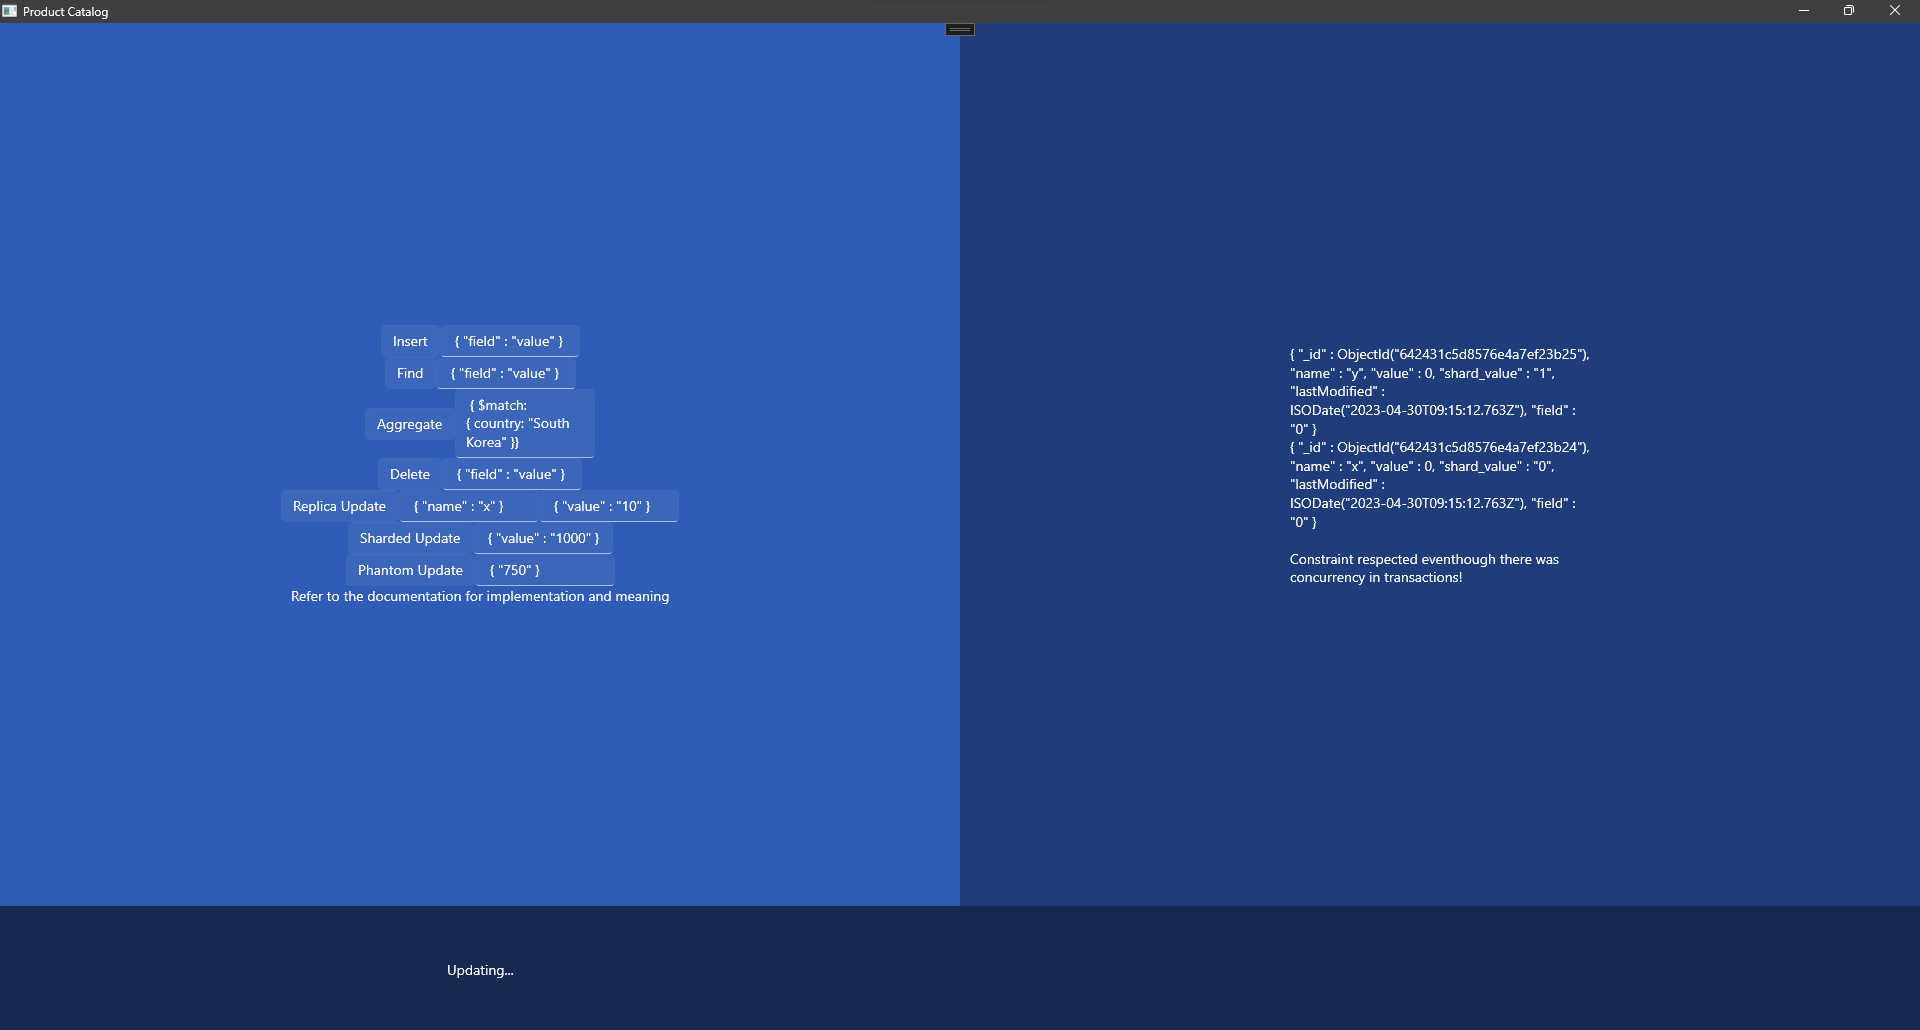 Product Catalog
Insert { "field" : "value" }
Find { "field" : "value" }
Aggregate { $match:
{ country: "South
Korea" }}
Delete { "field" : "value" }
Replica Update { "name" : "x" } { "value" : "10" }
Sharded Update { "value" : "1000" }
Phantom Update { "750" }
Refer to the documentation for implementation and meaning
{ "_id" : ObjectId("642431c5d8576e4a7ef23b25"),
"name" : "y", "value" : 0, "shard_value" : "1",
"lastModified" :
ISODate("2023-04-30T09:15:12.763Z"), "field" :
"0" }
{ "_id" : ObjectId("642431c5d8576e4a7ef23b24"),
"name" : "x", "value" : 0, "shard_value" : "0",
"lastModified" :
ISODate("2023-04-30T09:15:12.763Z"), "field" :
"0" }
Constraint respected eventhough there was
concurrency in transactions!
Updating...